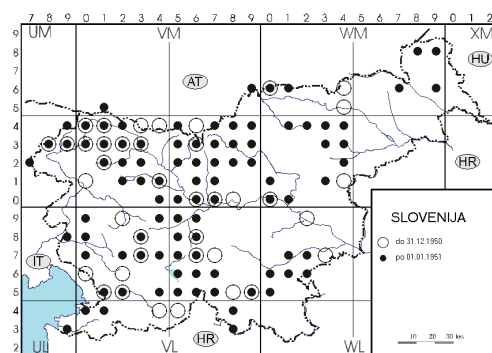 7 8 9 0 1 2 3 4 5 6 7 8 9 0 1 2 3 4 5 6 7 8 9 0 1 2
9 UM VM WM XM
8 HU
7 AT
6
5
4
3 HR
2
1
0
9 SLOVENIJA
8 do 31.12.1950
7 IT po 01.01.1951
6
5
4 10 20 30 km
3 HR
2 UL VL WL